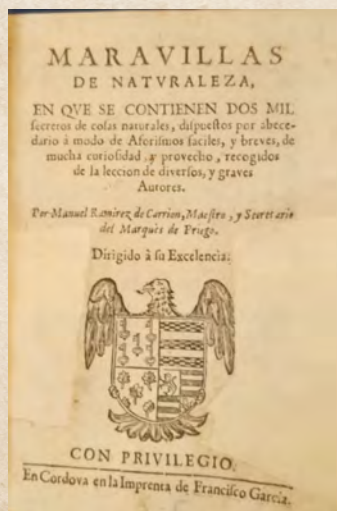 MARAVILLAS
DE NATVRALEZA,
EN QVE SE CONTIENEN DOS MIL
secretos de cosas naturales, dispuestos por abece-
dario à modo de Aforismos faciles, y breves, de
mucha curiosidad, y provecho, recogidos
de la leccion de diversos, y graves
Autores.
Por Manuel Ramirez de Carrion, Maestro, y Secretario
del Marques de Priego.
Dirigido à su Excelencia.
CON PRIVILEGIO.
En Cordova en la Imprenta de Francisco Garcia.